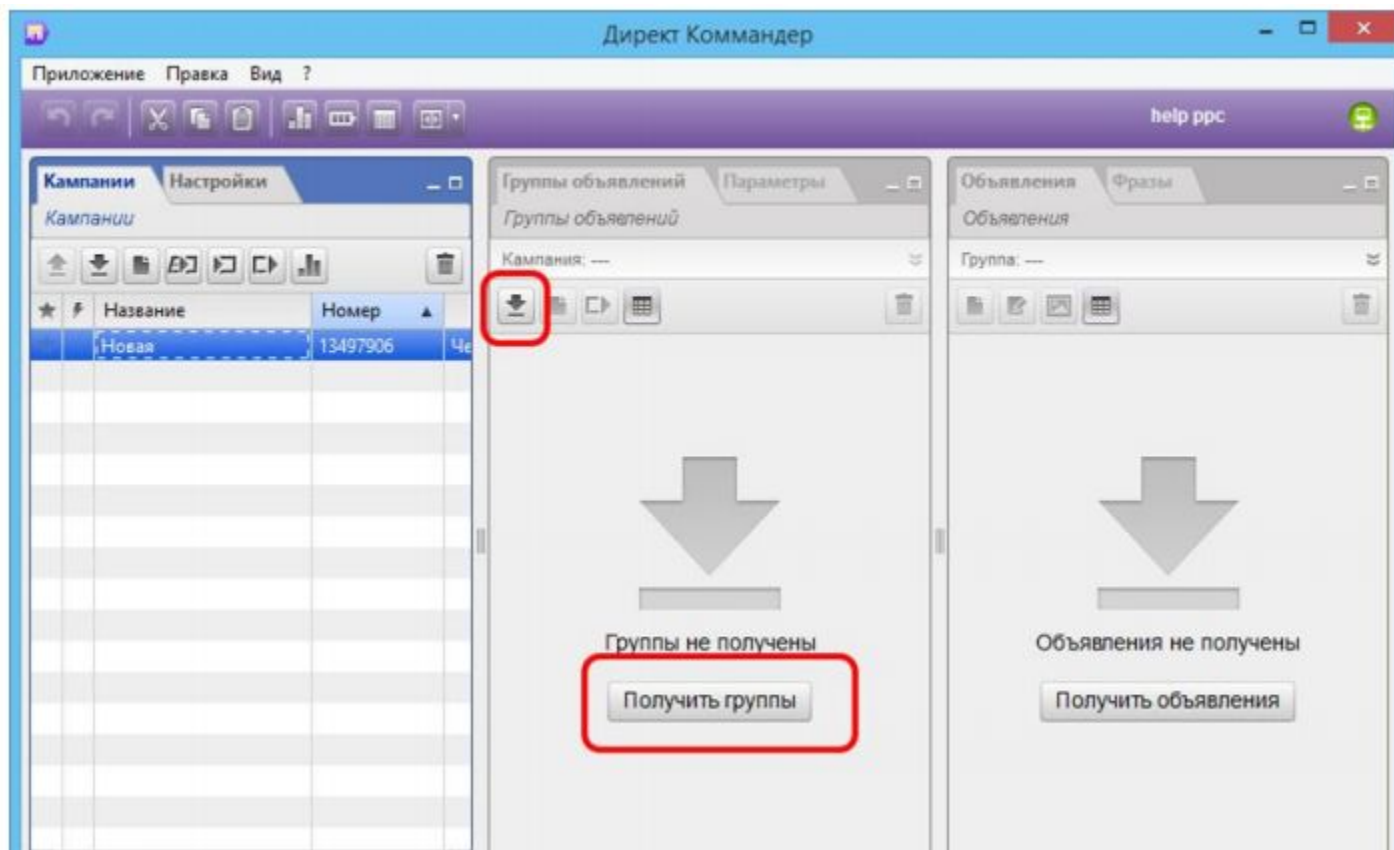 Директ Коммандер
Приложение Правка Вид ?
help ppc
Кампании Настройки
Кампании
Название Номер
Новая 13497906 Че
Группы объявлений Параметры
Группы объявлений
Кампания: ---
Группы не получены
Получить группы
Объявления Фразы
Объявления
Группа: ---
Объявления не получены
Получить объявления